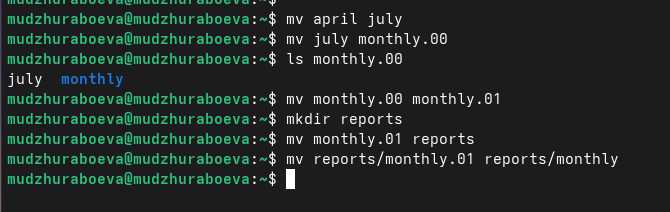 mudzhuraboeva@mudzhuraboeva:~$ mv april july
mudzhuraboeva@mudzhuraboeva:~$ mv july monthly.00
mudzhuraboeva@mudzhuraboeva:~$ ls monthly.00
july  monthly
mudzhuraboeva@mudzhuraboeva:~$ mv monthly.00 monthly.01
mudzhuraboeva@mudzhuraboeva:~$ mkdir reports
mudzhuraboeva@mudzhuraboeva:~$ mv monthly.01 reports
mudzhuraboeva@mudzhuraboeva:~$ mv reports/monthly.01 reports/monthly
mudzhuraboeva@mudzhuraboeva:~$